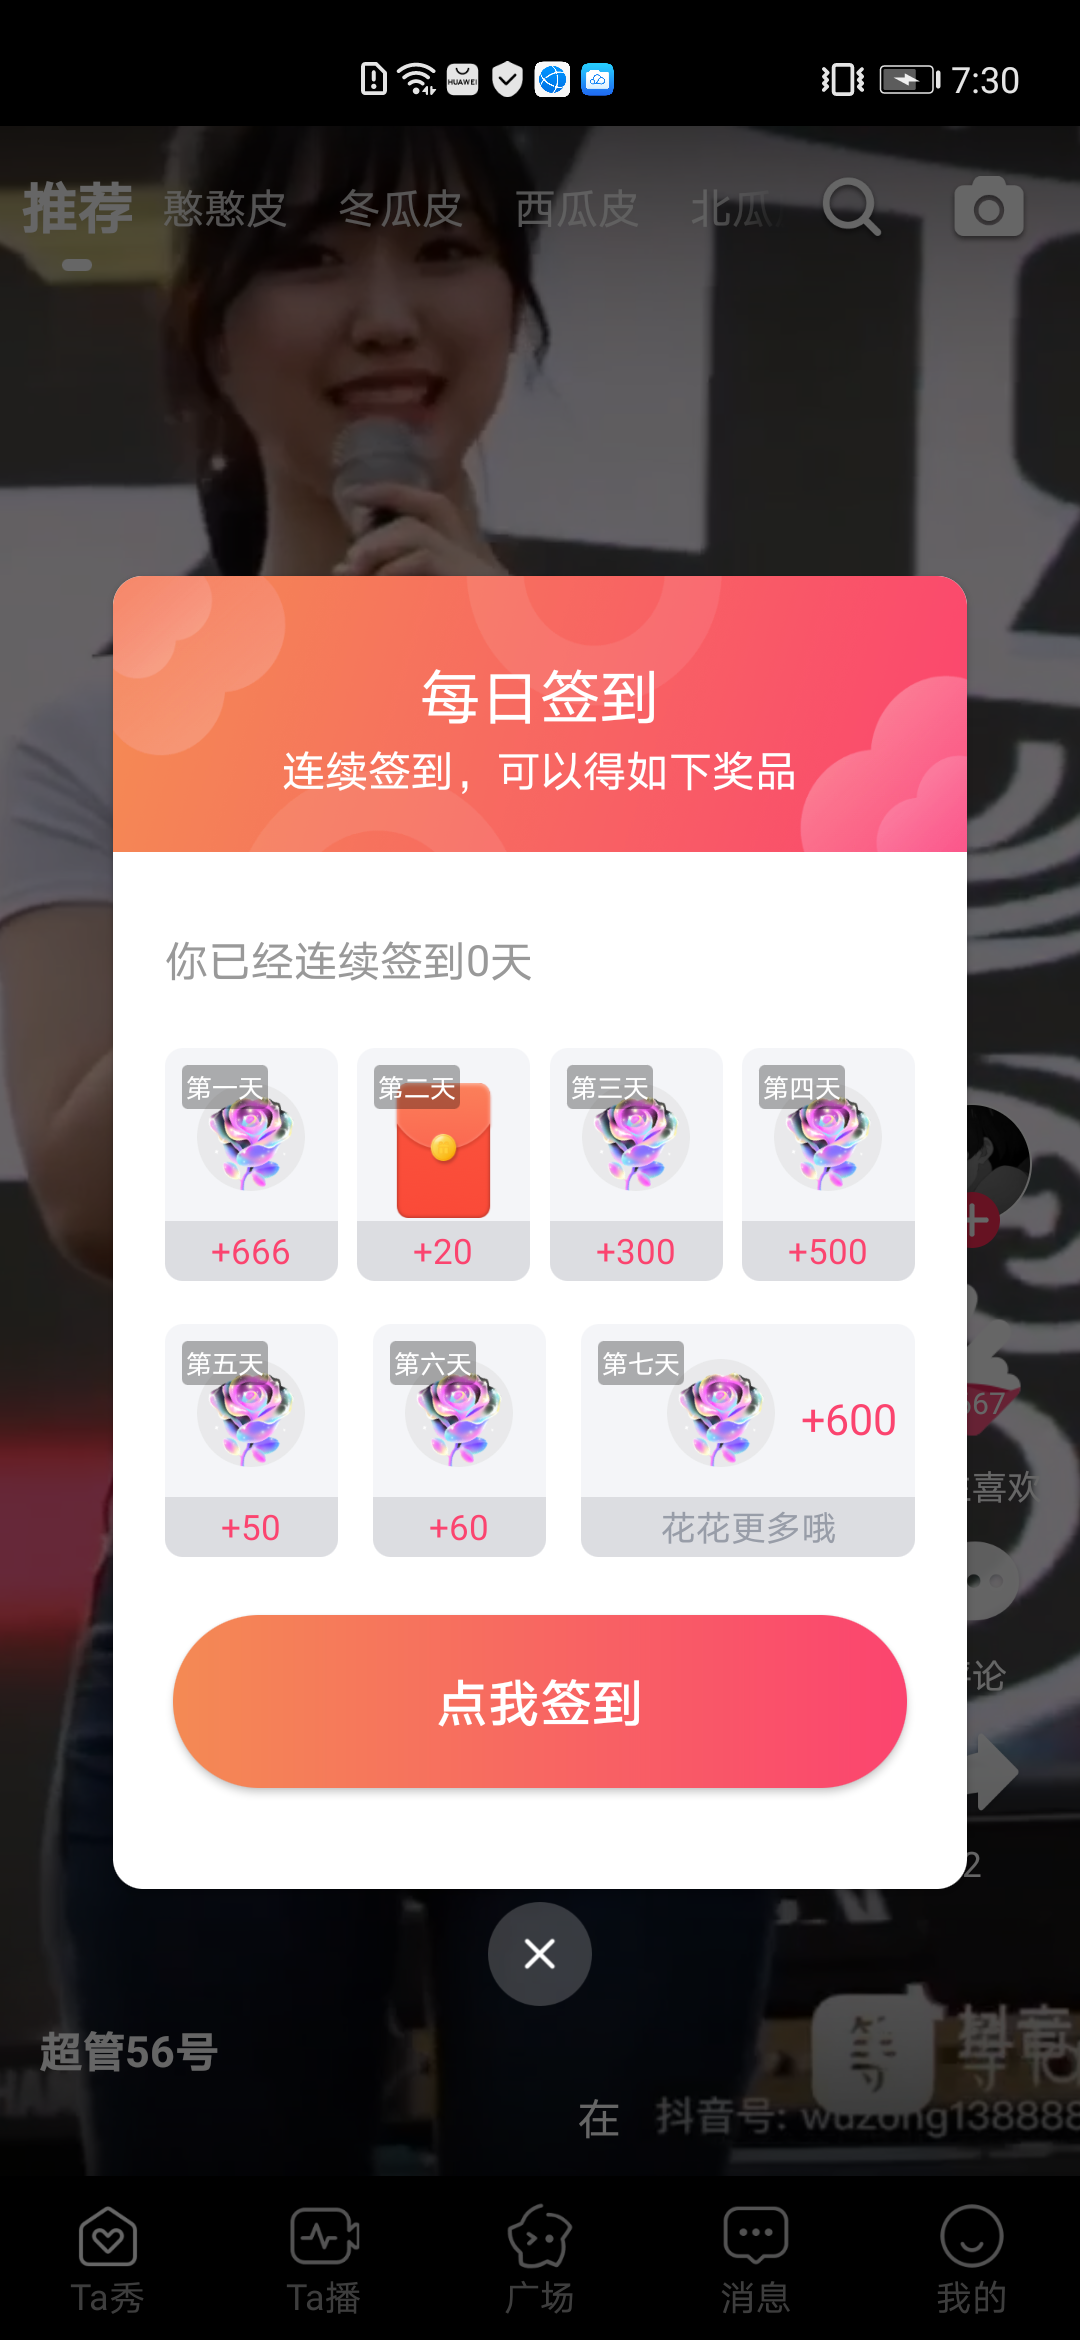 HUAWEI
7:30
推荐 憨憨皮 冬瓜皮 西瓜皮 北瓜
每日签到
连续签到，可以得如下奖品
你已经连续签到0天
第一天 第二天 第三天 第四天
+666 +20 +300 +500
第五天 第六天 第七天
+600
+50 +60 花花更多哦
667
喜欢
论
点我签到
2
超管56号
抖音
在 抖音号: wuzong138888
Ta秀 Ta播 广场 消息 我的